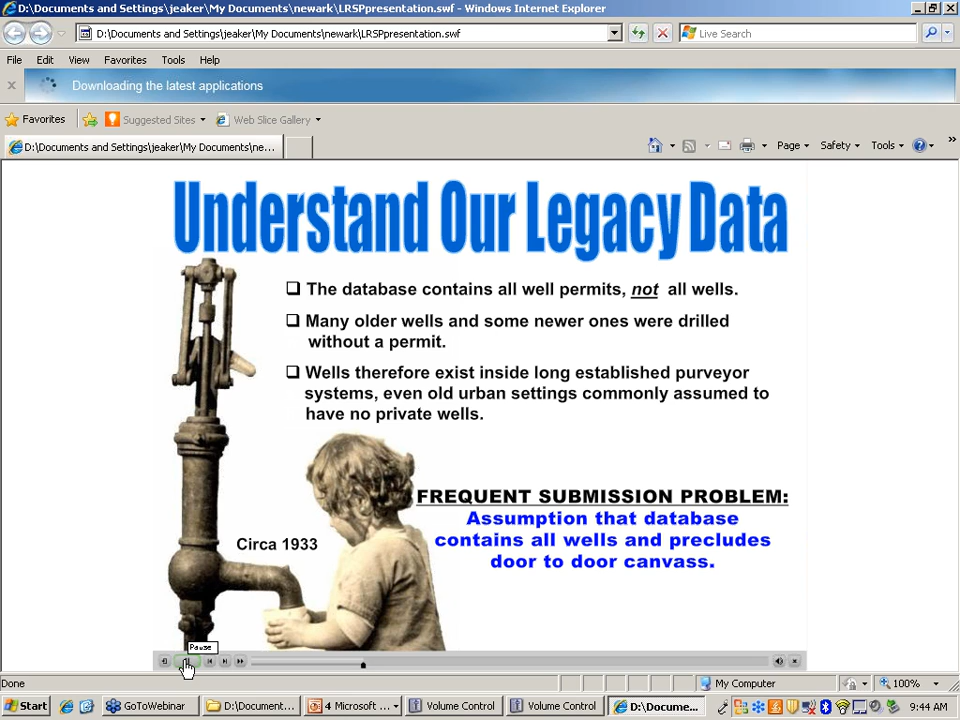 D:\Documents and Settings\jeaker\My Documents\newark\LRSPpresentation.swf - Windows Internet Explorer
D:\Documents and Settings\jeaker\My Documents\newark\LRSPpresentation.swf
Live Search
File Edit View Favorites Tools Help
Downloading the latest applications
Favorites Suggested Sites Web Slice Gallery
D:\Documents and Settings\jeaker\My Documents\ne...
Page Safety Tools
Understand Our Legacy Data
The database contains all well permits, not all wells.
Many older wells and some newer ones were drilled
without a permit.
Wells therefore exist inside long established purveyor
systems, even old urban settings commonly assumed to
have no private wells.
FREQUENT SUBMISSION PROBLEM:
Assumption that database
contains all wells and precludes
door to door canvass.
Circa 1933
Pause
Done
My Computer
100%
Start
GoToWebinar
D:\Document...
4 Microsoft ...
Volume Control
Volume Control
D:\Docume...
9:44 AM